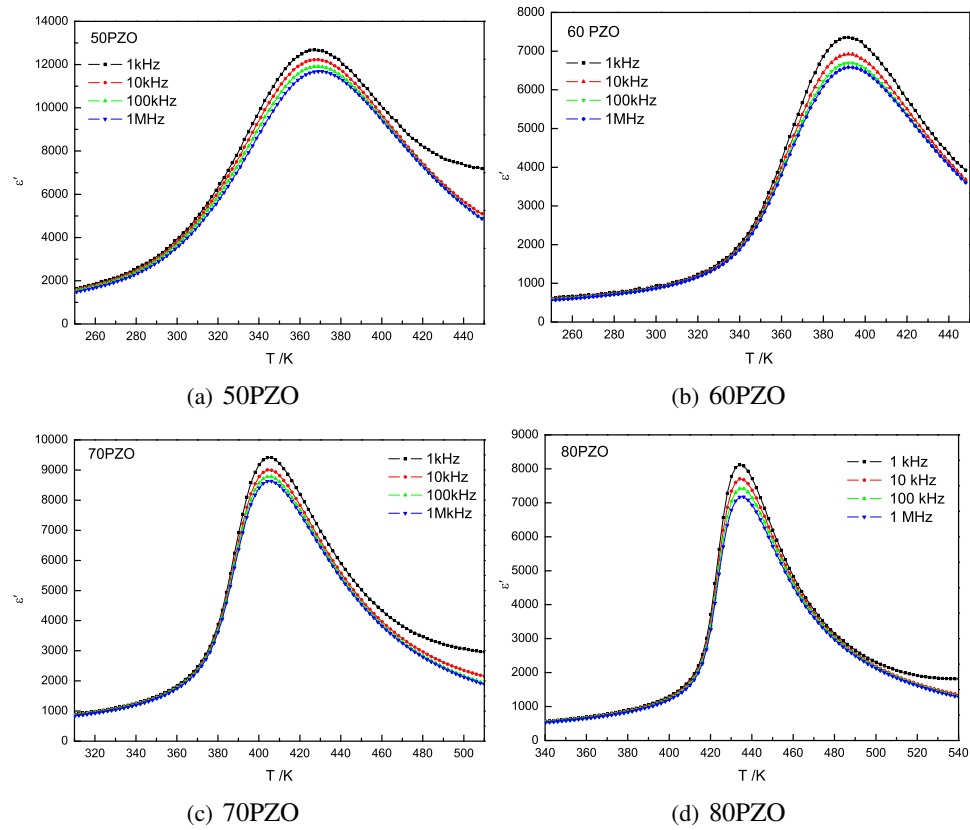 50PZO
1kHz
10kHz
100kHz
1MHz
14000
12000
10000
8000
6000
4000
2000
0
ε′
260 280 300 320 340 360 380 400 420 440
T /K
(a) 50PZO
60 PZO
1kHz
10kHz
100kHz
1MHz
8000
7000
6000
5000
4000
3000
2000
1000
0
ε′
260 280 300 320 340 360 380 400 420 440
T /K
(b) 60PZO
70PZO
1kHz
10kHz
100kHz
1MkHz
10000
9000
8000
7000
6000
5000
4000
3000
2000
1000
0
ε′
320 340 360 380 400 420 440 460 480 500
T /K
(c) 70PZO
80PZO
1 kHz
10 kHz
100 kHz
1 MHz
9000
8000
7000
6000
5000
4000
3000
2000
1000
0
ε′
340 360 380 400 420 440 460 480 500 520 540
T /K
(d) 80PZO